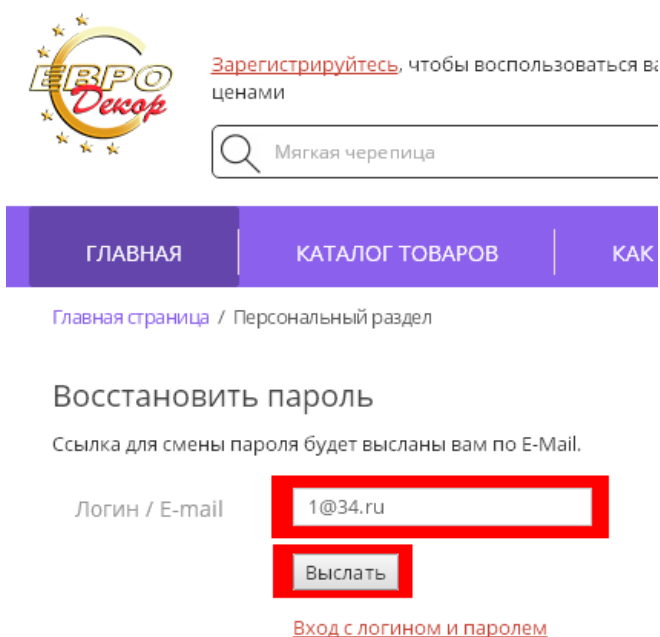 ЕВРО
Декор
Зарегистрируйтесь, чтобы воспользоваться ва
ценами
Мягкая черепица
ГЛАВНАЯ
КАТАЛОГ ТОВАРОВ
КАК
Главная страница / Персональный раздел
Восстановить пароль
Ссылка для смены пароля будет высланы вам по E-Mail.
Логин / E-mail
1@34.ru
Выслать
Вход с логином и паролем